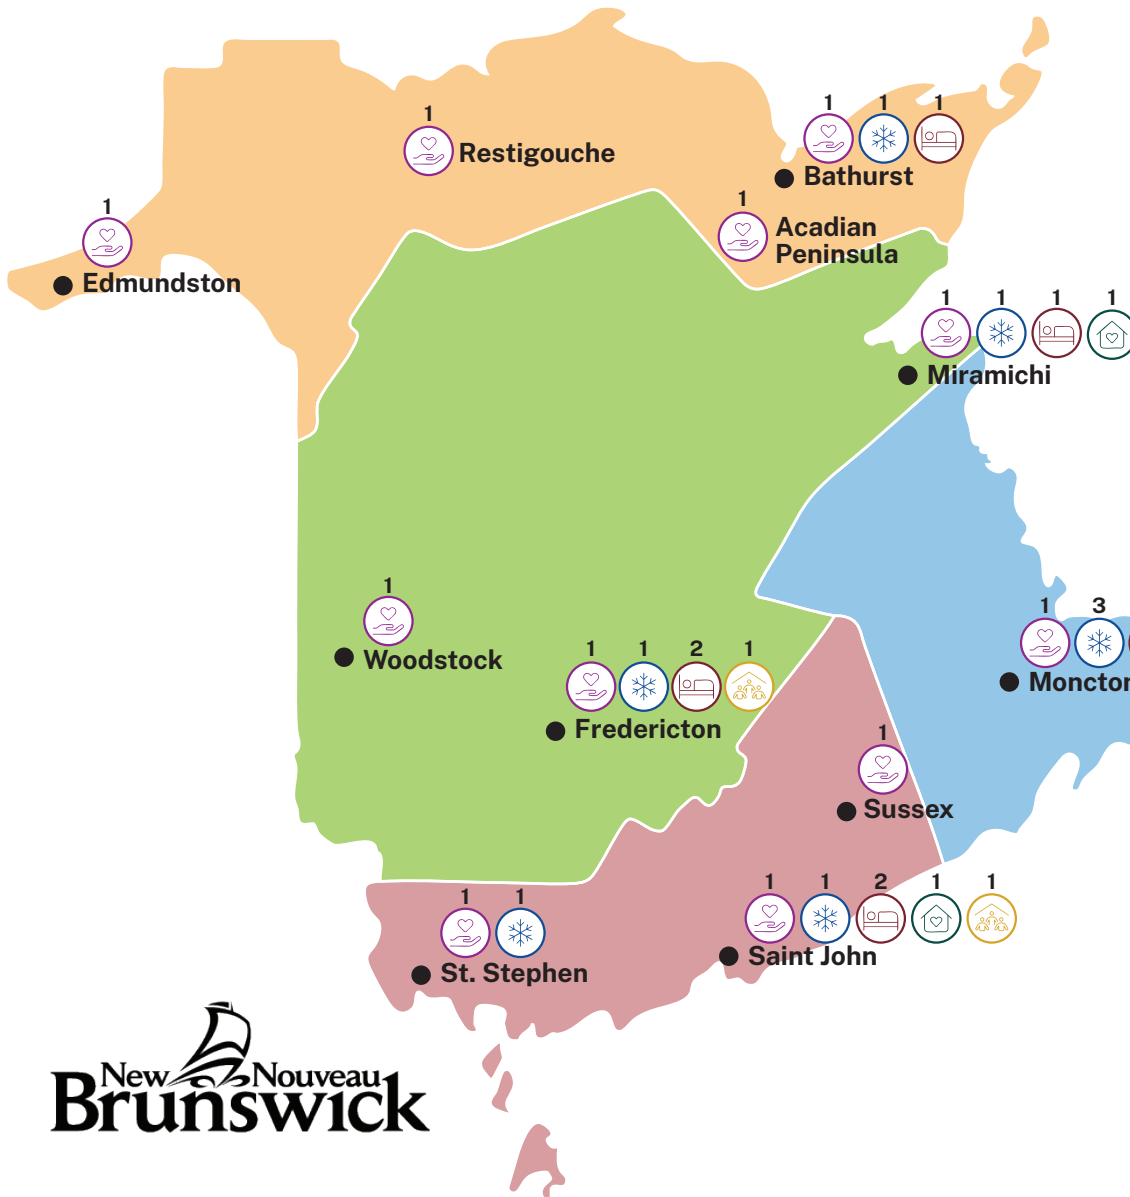 1
Restigouche
1 1 1
Bathurst
1
Acadian
Peninsula
1
Edmundston
1 1 1 1
Miramichi
1
Woodstock
1 1 2 1
Fredericton
1 3
Moncton
1
Sussex
1 1 2 1 1
Saint John
1 1
St. Stephen
New Nouveau
Brunswick